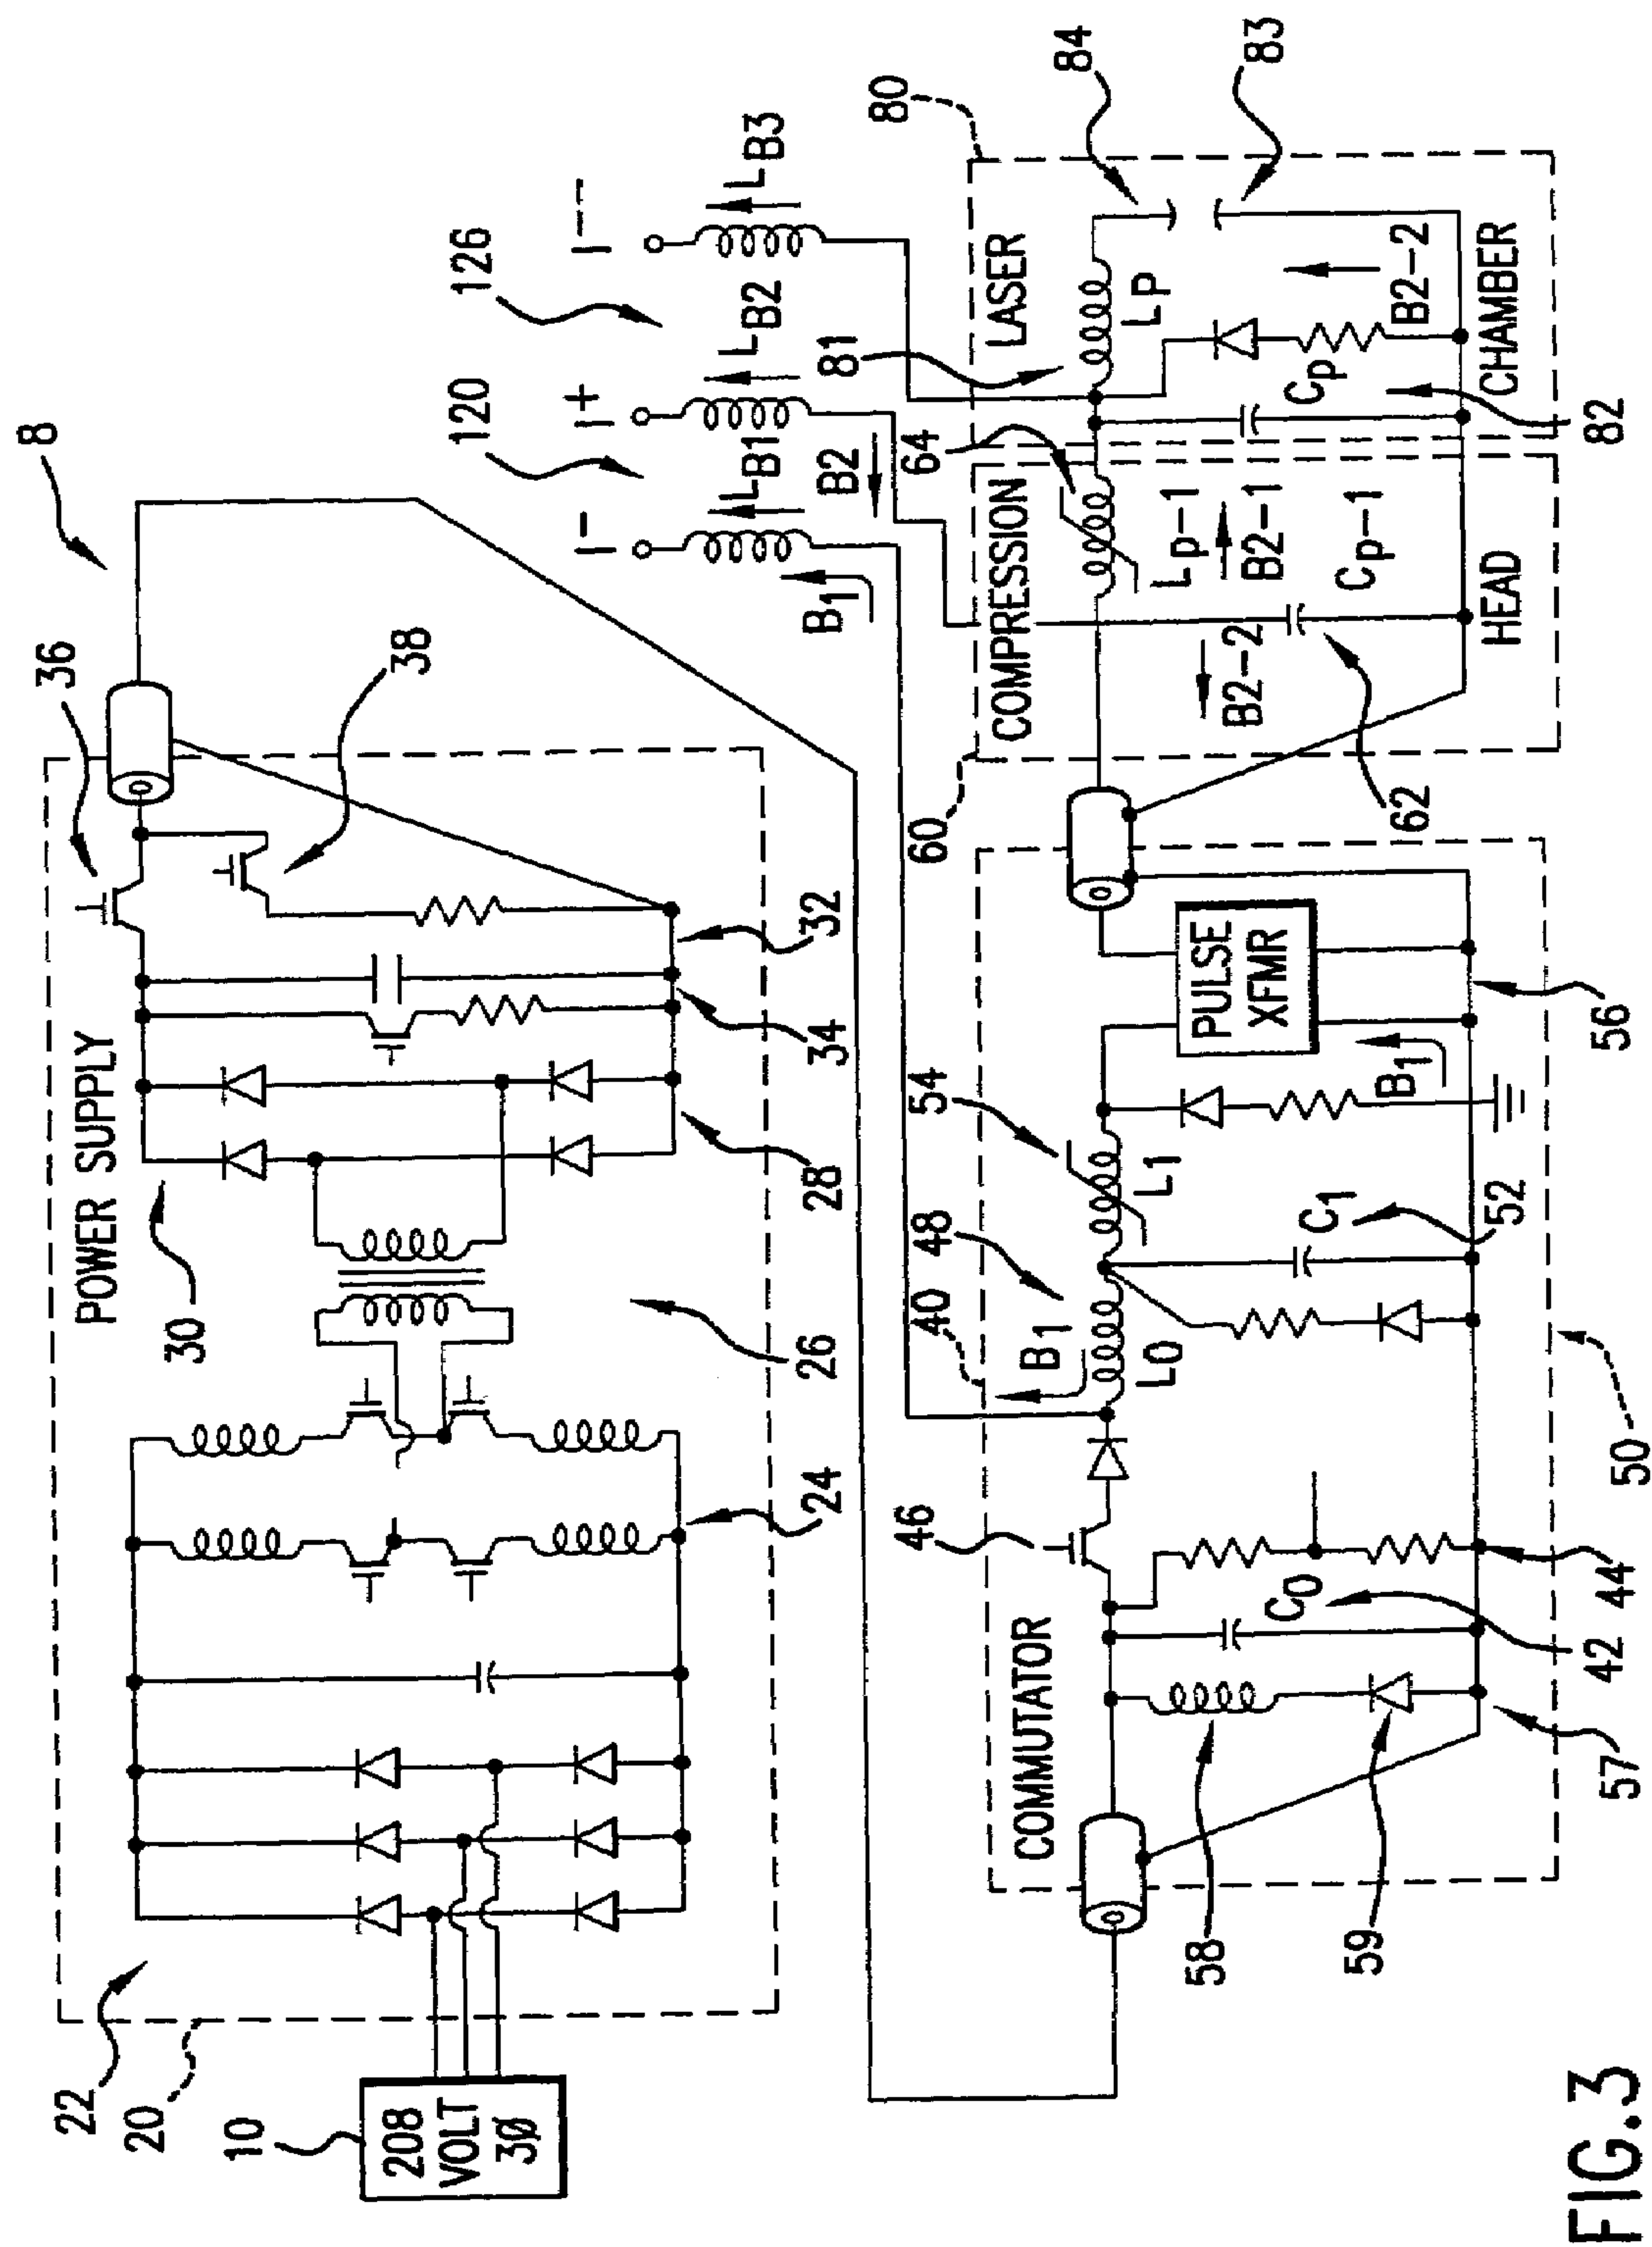 8
36
38
POWER SUPPLY
30
32
34
28
26
24
22
20
10
208
VOLT
3Ø
126
120
I-
I+
I--
LB1
LB2
LB3
B1
B2
80
84
83
81
64
LASER
CHAMBER
LP
CP
B2-2
82
COMPRESSION
HEAD
LP-1
B2-1
CP-1
B2-2
60
62
54
48
40
46
COMMUTATOR
B1
L0
L1
C1
52
PULSE
XFMR
B1
56
50
C0
44
42
57
58
59
FIG.3